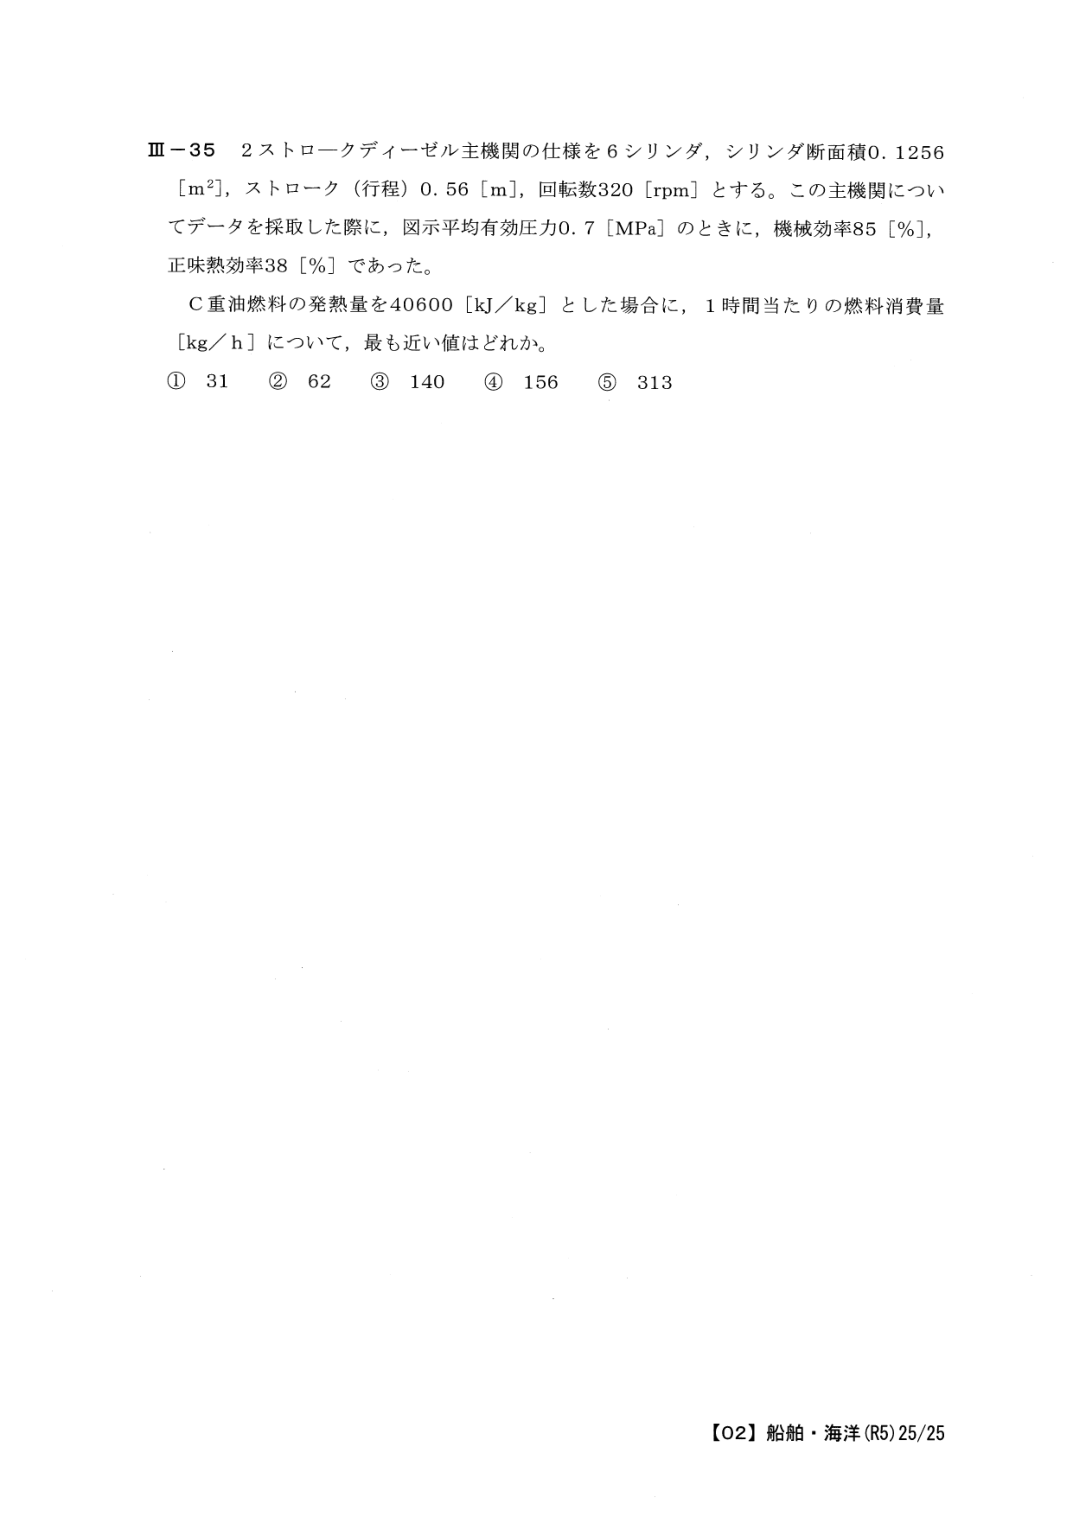 Ⅲ－35　２ストロークディーゼル主機関の仕様を６シリンダ，シリンダ断面積0．1256
［m²］，ストローク（行程）0．56［m］，回転数320［rpm］とする。この主機関につい
てデータを採取した際に，図示平均有効圧力0．7［MPa］のときに，機械効率85［％］，
正味熱効率38［％］であった。
Ｃ重油燃料の発熱量を40600［kJ／kg］とした場合に，１時間当たりの燃料消費量
［kg／ｈ］について，最も近い値はどれか。
①　31　②　62　③　140　④　156　⑤　313
【02】船舶・海洋(R5)25/25